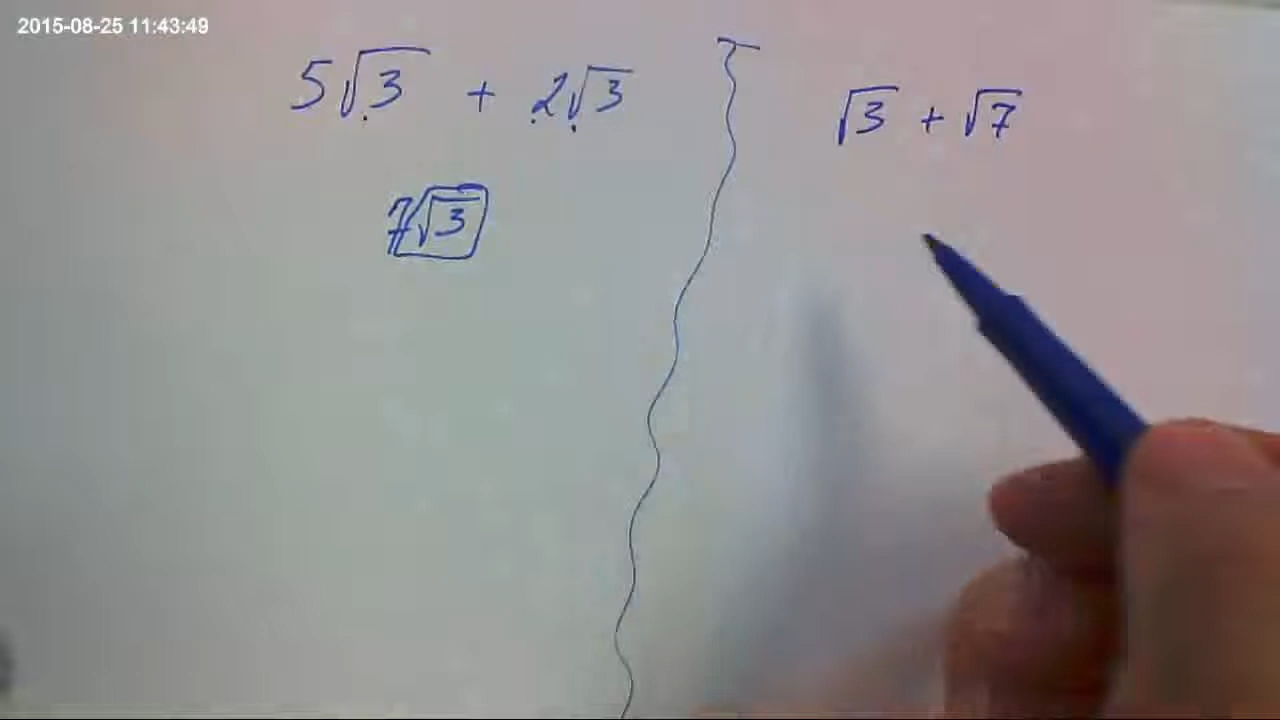 2015-08-25 11:43:49
5√3 + 2√3
7√3
√3 + √7